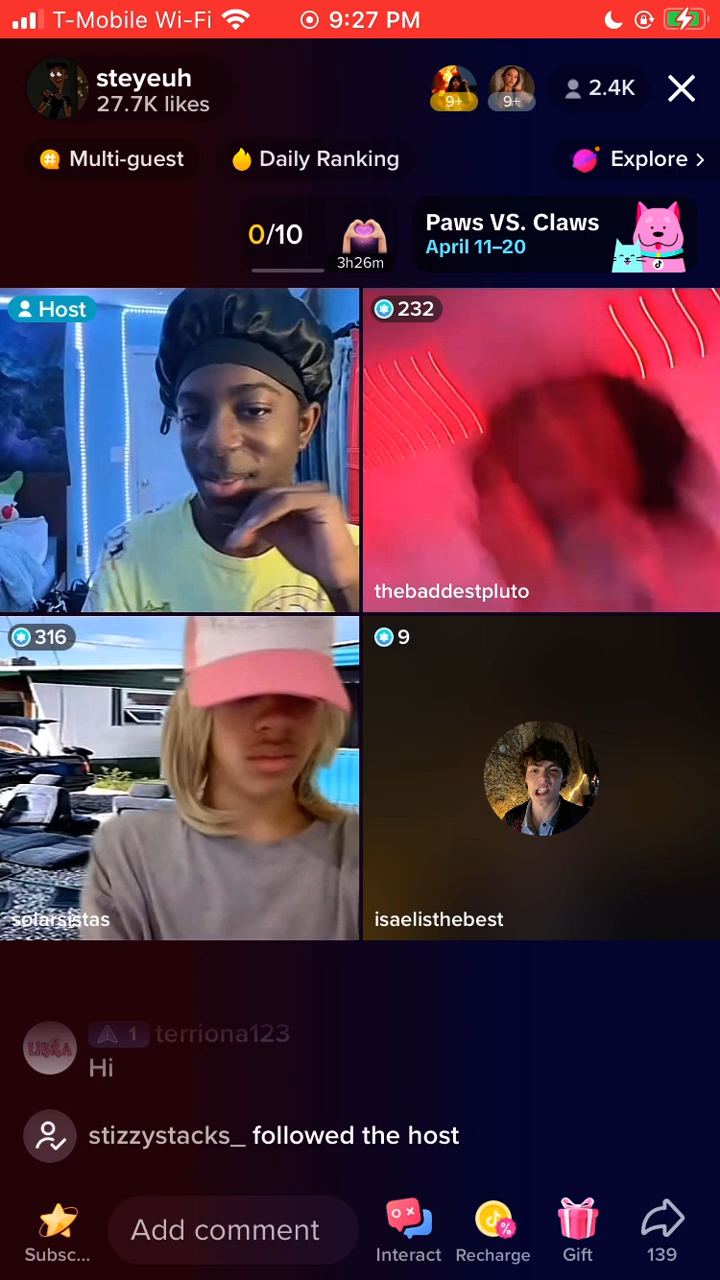 T-Mobile Wi-Fi
9:27 PM
steyeuh
27.7K likes
9+
9+
2.4K
Multi-guest
Daily Ranking
Explore
0/10
3h26m
Paws VS. Claws
April 11–20
Host
232
thebaddestpluto
316
9
solarsistas
isaelisthebest
LIBRA
1 terriona123
Hi
stizzystacks_ followed the host
Subsc...
Add comment
Interact
Recharge
Gift
139